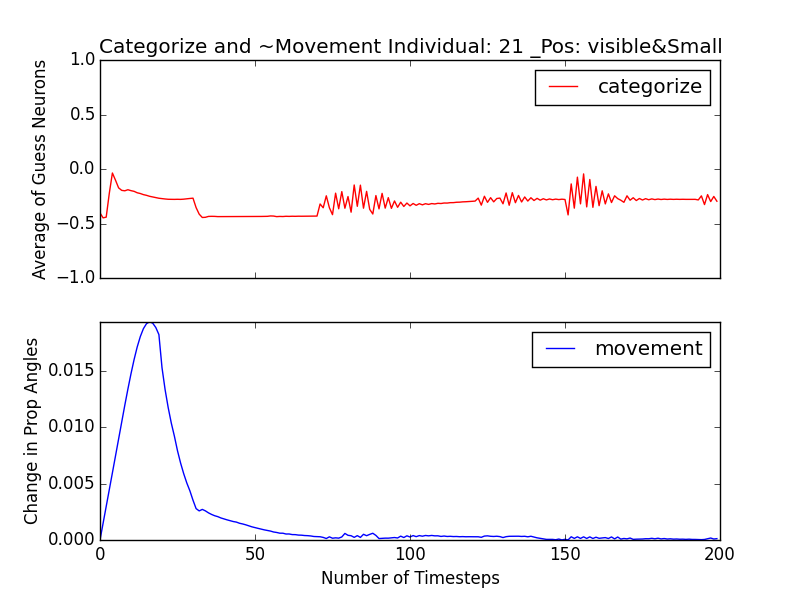 Categorize and ~Movement Individual: 21 _Pos: visible&Small
Average of Guess Neurons
1.0
0.5
0.0
−0.5
−1.0
categorize
Change in Prop Angles
0.015
0.010
0.005
0.000
movement
0 50 100 150 200
Number of Timesteps